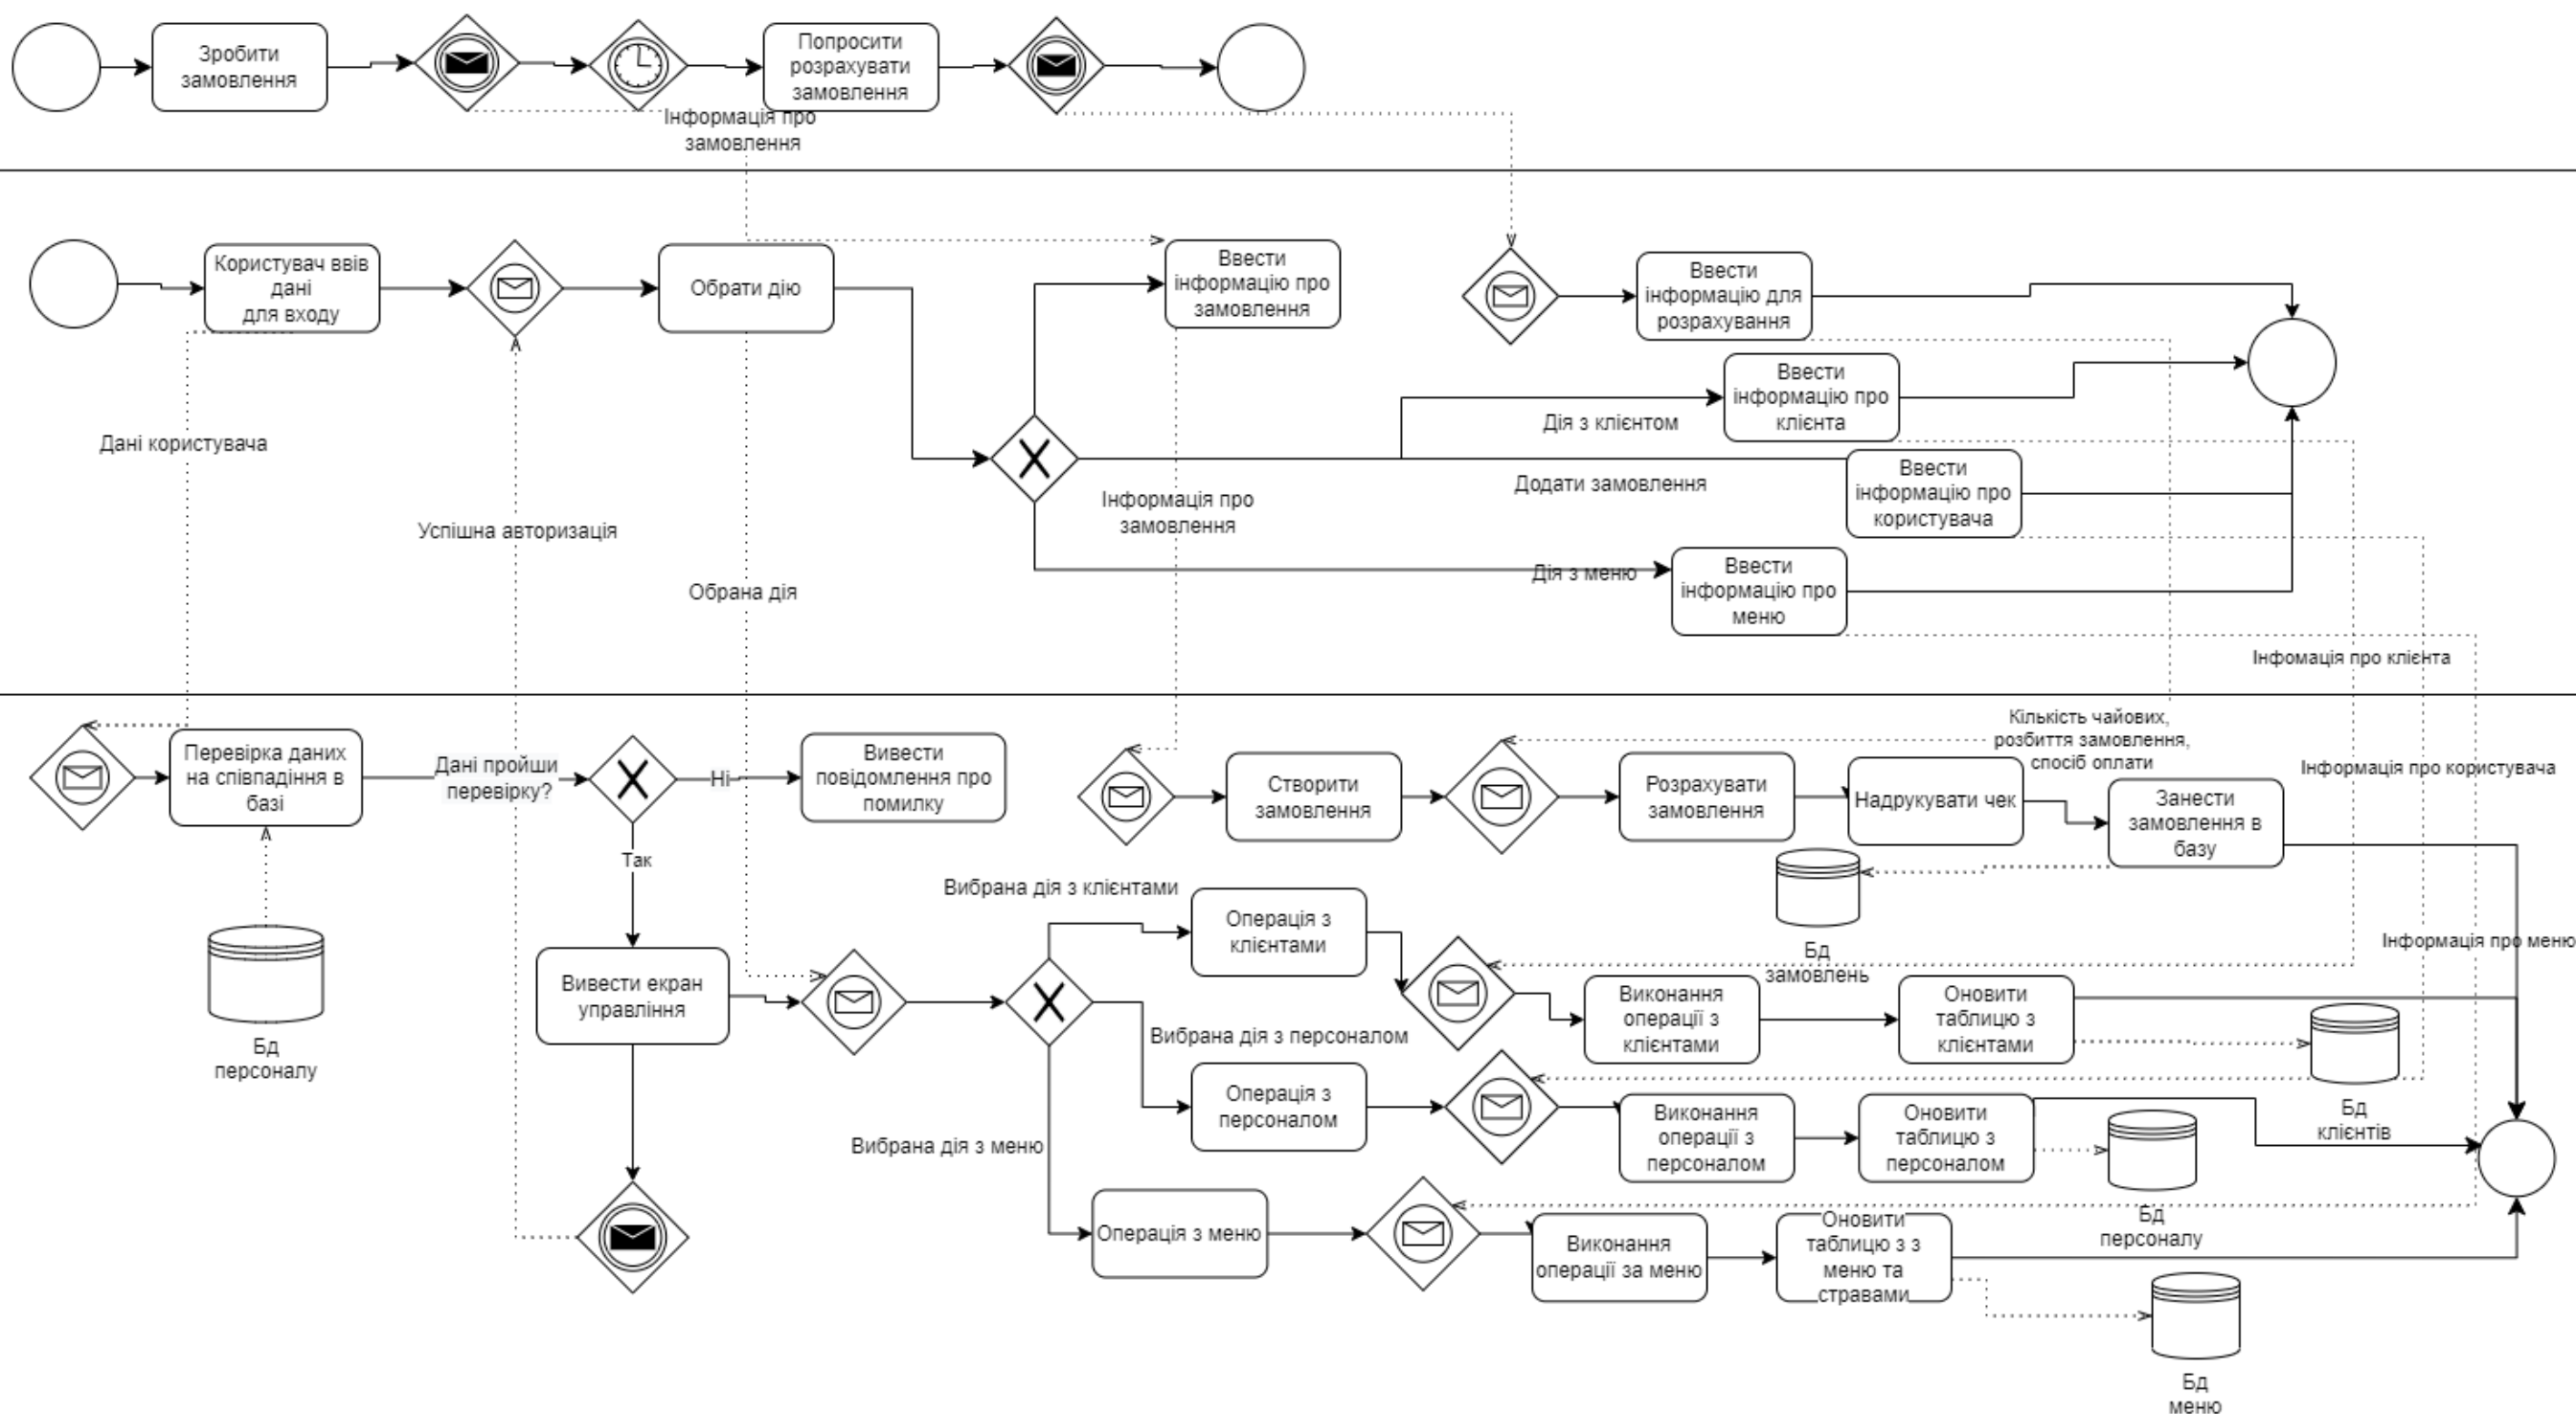 Зробити
замовлення
Попросити
розрахувати
замовлення
Інформація про
замовлення
Користувач ввів
дані
для входу
Обрати дію
Ввести
інформацію про
замовлення
Ввести
інформацію для
розрахування
Ввести
інформацію про
клієнта
Дія з клієнтом
Дані користувача
Ввести
інформацію про
користувача
Додати замовлення
Інформація про
замовлення
Успішна авторизація
Обрана дія
Дія з меню
Ввести
інформацію про
меню
Інфомація про клієнта
Перевірка даних
на співпадіння в
базі
Дані пройши
перевірку?
Ні
Вивести
повідомлення про
помилку
Створити
замовлення
Розрахувати
замовлення
Кількість чайових,
розбиття замовлення,
спосіб оплати
Надрукувати чек
Занести
замовлення в
базу
Інформація про користувача
Так
Вибрана дія з клієнтами
Операція з
клієнтами
Бд
замовлень
Інформація про меню
Вивести екран
управління
Виконання
операції з
клієнтами
Оновити
таблицю з
клієнтами
Бд
персоналу
Вибрана дія з персоналом
Операція з
персоналом
Виконання
операції з
персоналом
Оновити
таблицю з
персоналом
Бд
клієнтів
Вибрана дія з меню
Операція з меню
Виконання
операції за меню
Оновити
таблицю з з
меню та
стравами
Бд
персоналу
Бд
меню